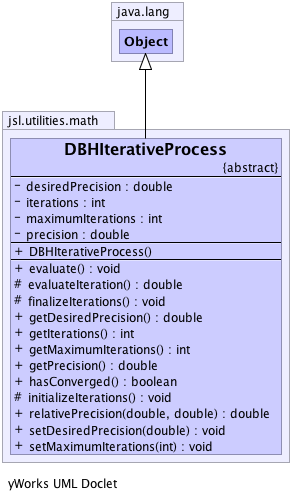 java.lang
Object
jsl.utilities.math
DBHIterativeProcess
{abstract}
- desiredPrecision : double
- iterations : int
- maximumIterations : int
- precision : double
+ DBHIterativeProcess()
+ evaluate() : void
# evaluateIteration() : double
# finalizeIterations() : void
+ getDesiredPrecision() : double
+ getIterations() : int
+ getMaximumIterations() : int
+ getPrecision() : double
+ hasConverged() : boolean
# initializeIterations() : void
+ relativePrecision(double, double) : double
+ setDesiredPrecision(double) : void
+ setMaximumIterations(int) : void
yWorks UML Doclet